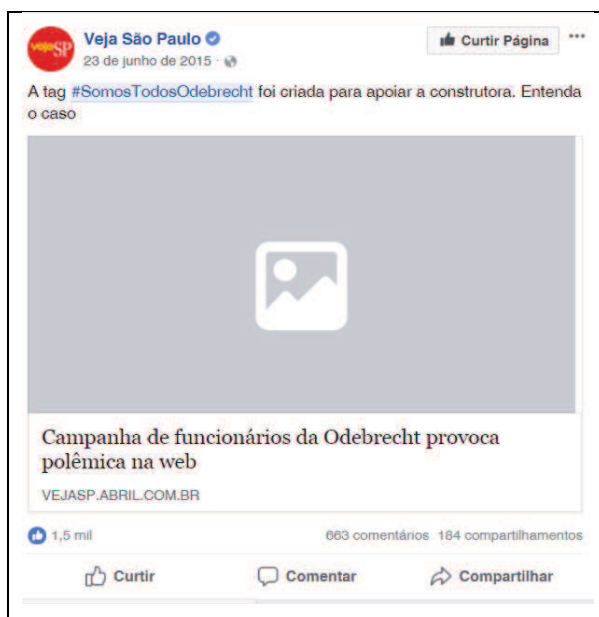 vejaSP
Veja São Paulo
Curtir Página
23 de junho de 2015
A tag #SomosTodosOdebrecht foi criada para apoiar a construtora. Entenda
o caso
Campanha de funcionários da Odebrecht provoca
polêmica na web
VEJASP.ABRIL.COM.BR
1,5 mil
663 comentários 184 compartilhamentos
Curtir Comentar Compartilhar